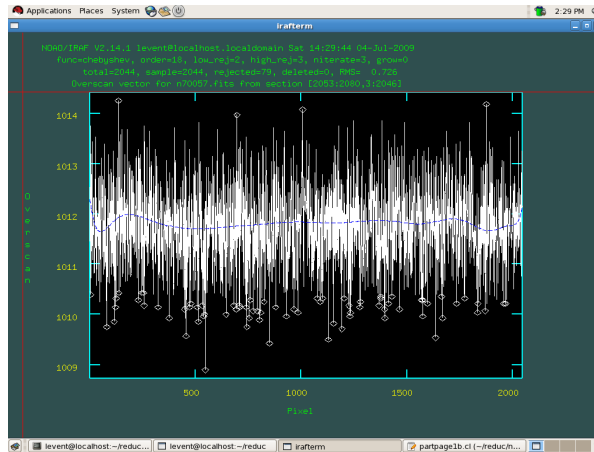 Applications Places System 2:29 PM
irafterm
NOAO/IRAF V2.14.1 levent@localhost.localdomain Sat 14:29:44 04-Jul-2009
func=chebyshev, order=18, low_rej=2, high_rej=3, niterate=3, grow=0
total=2044, sample=2044, rejected=79, deleted=0, RMS= 0.726
Overscan vector for n70057.fits from section [2053:2080,3:2046]
1014
1013
1012
1011
1010
1009
Overscan
500 1000 1500 2000
Pixel
levent@localhost:~/reduc... levent@localhost:~/reduc irafterm partpage1b.cl (~/reduc/n...